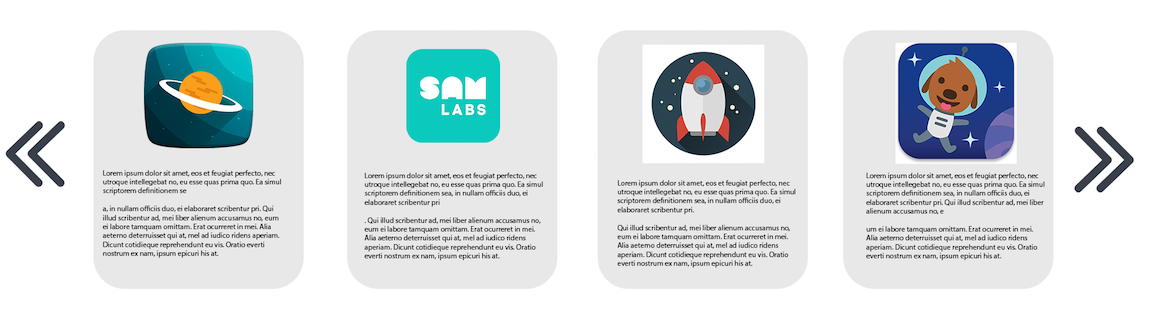 Lorem ipsum dolor sit amet, eos et feugiat perfecto, nec
utroque intellegebat no, eu esse quas prima quo. Ea simul
scriptorem definitionem se
a, in nullam officiis duo, ei elaboraret scribentur pri. Qui
illud scribentur ad, mei liber alienum accusamus no, eum
ei labore tamquam omittam. Erat ocurreret in mei. Alia
aeterno deterruisset qui at, mel ad iudico ridens aperiam.
Dicunt cotidieque reprehendunt eu vis. Oratio everti
nostrum ex nam, ipsum epicuri his at.
SAM
LABS
Lorem ipsum dolor sit amet, eos et feugiat perfecto, nec
utroque intellegebat no, eu esse quas prima quo. Ea simul
scriptorem definitionem sea, in nullam officiis duo, ei
elaboraret scribentur pri
. Qui illud scribentur ad, mei liber alienum accusamus no,
eum ei labore tamquam omittam. Erat ocurreret in mei.
Alia aeterno deterruisset qui at, mel ad iudico ridens
aperiam. Dicunt cotidieque reprehendunt eu vis. Oratio
everti nostrum ex nam, ipsum epicuri his at.
Lorem ipsum dolor sit amet, eos et feugiat perfecto, nec
utroque intellegebat no, eu esse quas prima quo. Ea simul
scriptorem definitionem sea, in nullam officiis duo, ei
elaboraret scribentur pri.
Qui illud scribentur ad, mei liber alienum accusamus no,
eum ei labore tamquam omittam. Erat ocurreret in mei.
Alia aeterno deterruisset qui at, mel ad iudico ridens
aperiam. Dicunt cotidieque reprehendunt eu vis. Oratio
everti nostrum ex nam, ipsum epicuri his at.
Lorem ipsum dolor sit amet, eos et feugiat perfecto, nec
utroque intellegebat no, eu esse quas prima quo. Ea simul
scriptorem definitionem sea, in nullam officiis duo, ei
elaboraret scribentur pri. Qui illud scribentur ad, mei liber
alienum accusamus no, e
um ei labore tamquam omittam. Erat ocurreret in mei.
Alia aeterno deterruisset qui at, mel ad iudico ridens
aperiam. Dicunt cotidieque reprehendunt eu vis. Oratio
everti nostrum ex nam, ipsum epicuri his at.